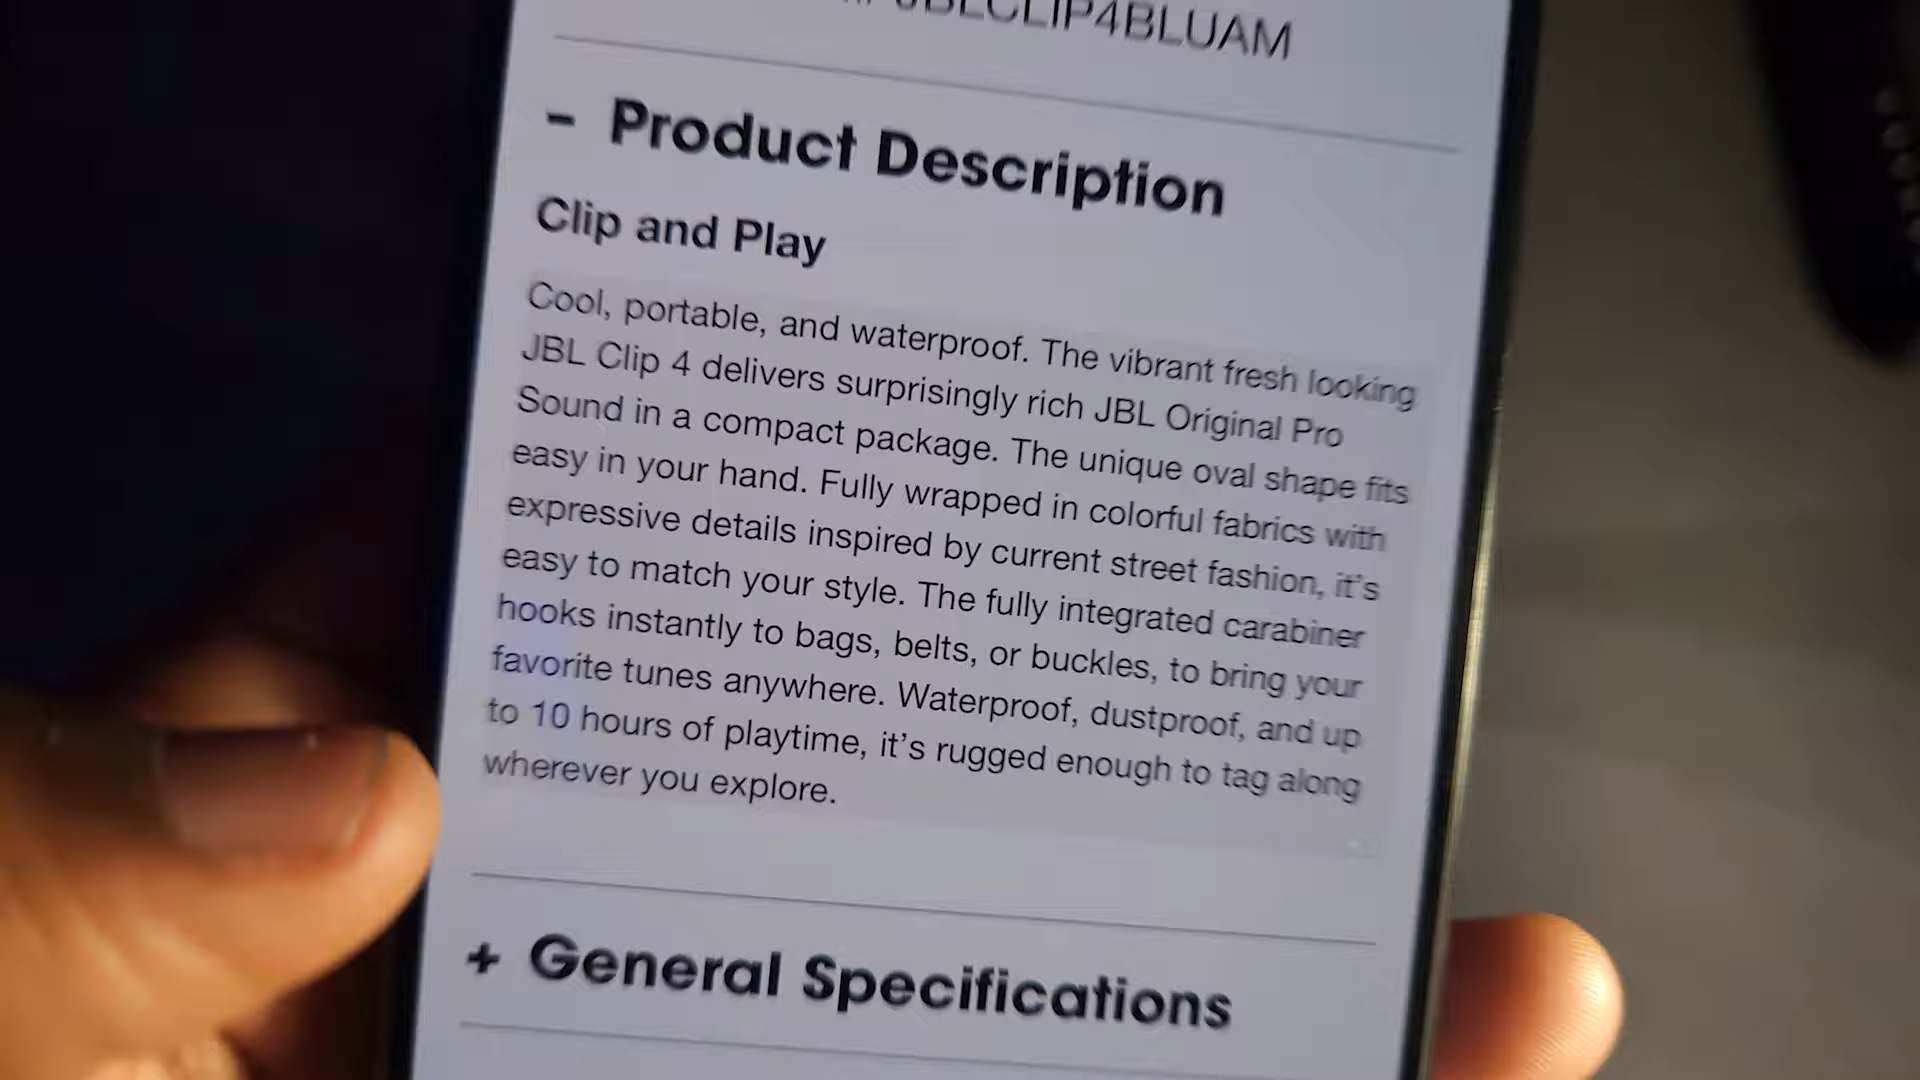 JBLCLIP4BLUAM
– Product Description
Clip and Play
Cool, portable, and waterproof. The vibrant fresh looking
JBL Clip 4 delivers surprisingly rich JBL Original Pro
Sound in a compact package. The unique oval shape fits
easy in your hand. Fully wrapped in colorful fabrics with
expressive details inspired by current street fashion, it’s
easy to match your style. The fully integrated carabiner
hooks instantly to bags, belts, or buckles, to bring your
favorite tunes anywhere. Waterproof, dustproof, and up
to 10 hours of playtime, it’s rugged enough to tag along
wherever you explore.
+ General Specifications